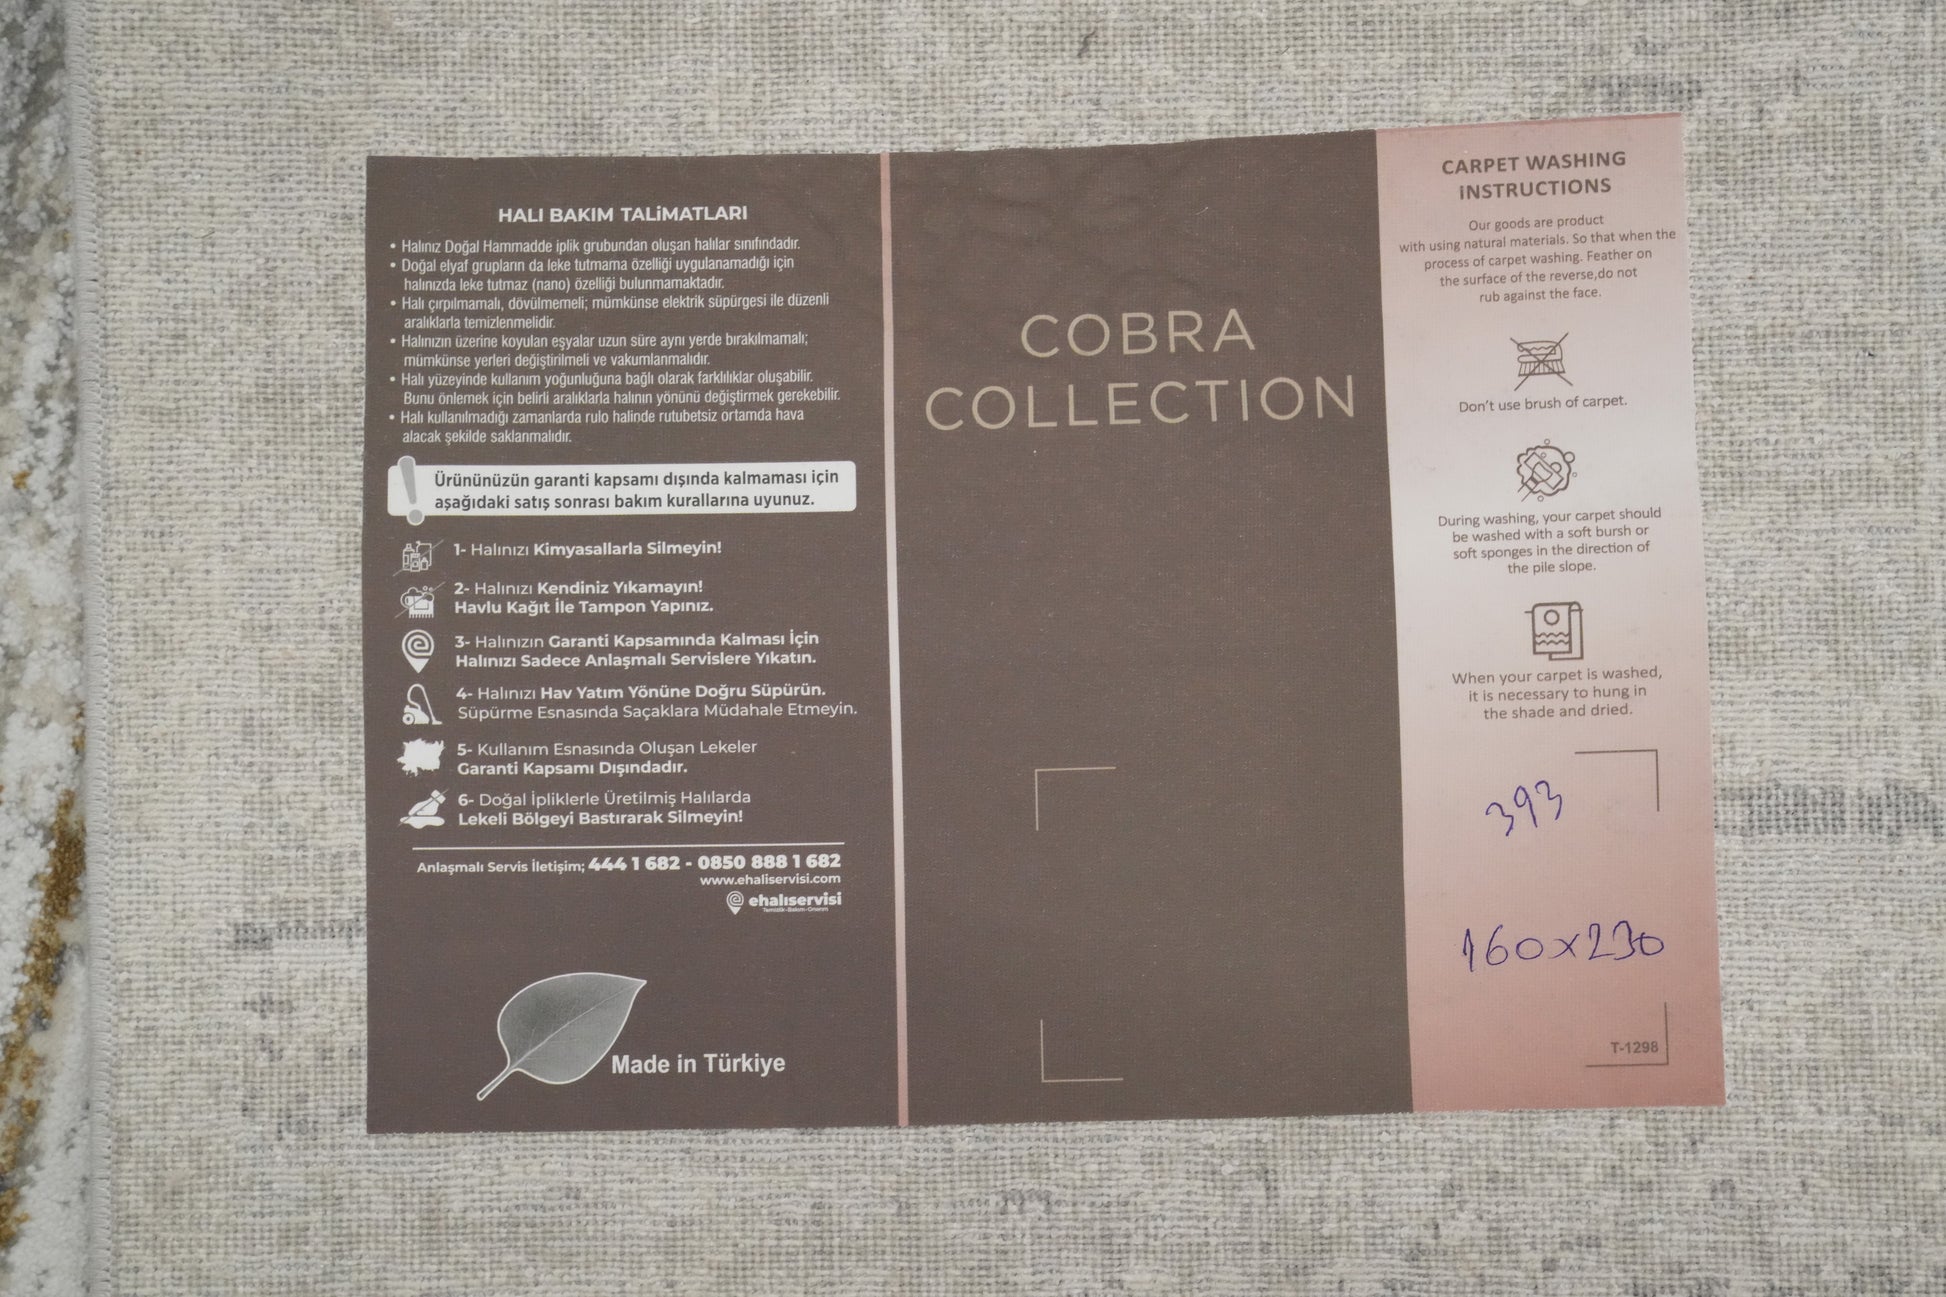 HALI BAKIM TALİMATLARI
• Halınız Doğal Hammadde iplik grubundan oluşan halılar sınıfındadır.
• Doğal elyaf grupların da leke tutmama özelliği uygulanamadığı için
halınızda leke tutmaz (nano) özelliği bulunmamaktadır.
• Halı çırpılmamalı, dövülmemeli; mümkünse elektrik süpürgesi ile düzenli
aralıklarla temizlenmelidir.
• Halınızın üzerine koyulan eşyalar uzun süre aynı yerde bırakılmamalı;
mümkünse yerleri değiştirilmeli ve vakumlanmalıdır.
• Halı yüzeyinde kullanım yoğunluğuna bağlı olarak farklılıklar oluşabilir.
Bunu önlemek için belirli aralıklarla halının yönünü değiştirmek gerekebilir.
• Halı kullanılmadığı zamanlarda rulo halinde rutubetsiz ortamda hava
alacak şekilde saklanmalıdır.
Ürününüzün garanti kapsamı dışında kalmaması için
aşağıdaki satış sonrası bakım kurallarına uyunuz.
1- Halınızı Kimyasallarla Silmeyin!
2- Halınızı Kendiniz Yıkamayın!
Havlu Kağıt İle Tampon Yapınız.
3- Halınızın Garanti Kapsamında Kalması İçin
Halınızı Sadece Anlaşmalı Servislere Yıkatın.
4- Halınızı Hav Yatım Yönüne Doğru Süpürün.
Süpürme Esnasında Saçaklara Müdahale Etmeyin.
5- Kullanım Esnasında Oluşan Lekeler
Garanti Kapsamı Dışındadır.
6- Doğal İpliklerle Üretilmiş Halılarda
Lekeli Bölgeyi Bastırarak Silmeyin!
Anlaşmalı Servis İletişim; 444 1 682 - 0850 888 1 682
www.ehaliservisi.com
ehalıservisi
Temizlik-Bakım-Onarım
Made in Türkiye
COBRA
COLLECTION
CARPET WASHING
INSTRUCTIONS
Our goods are product
with using natural materials. So that when the
process of carpet washing. Feather on
the surface of the reverse,do not
rub against the face.
Don't use brush of carpet.
During washing, your carpet should
be washed with a soft bursh or
soft sponges in the direction of
the pile slope.
When your carpet is washed,
it is necessary to hung in
the shade and dried.
393
160x230
T-1298